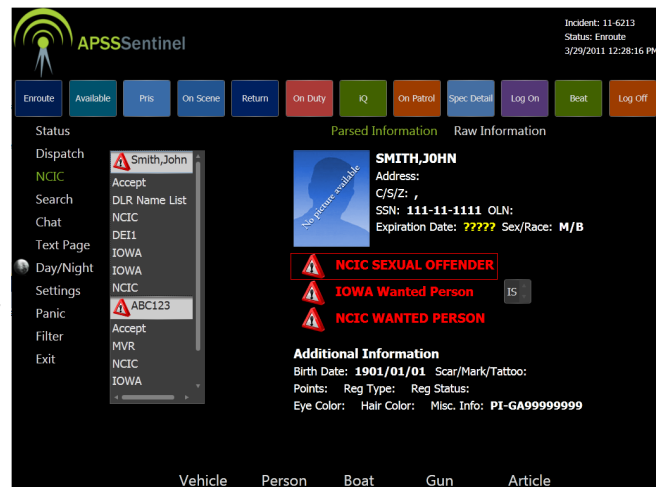 APSSSentinel
Incident: 11-6213
Status: Enroute
3/29/2011 12:28:16 PM
Enroute Available Pris On Scene Return On Duty IQ On Patrol Spec Detail Log On Beat Log Off
Status
Dispatch
NCIC
Search
Chat
Text Page
Day/Night
Settings
Panic
Filter
Exit
Smith,John
Accept
DLR Name List
NCIC
DEI1
IOWA
IOWA
NCIC
ABC123
Accept
MVR
NCIC
IOWA
Parsed Information Raw Information
No picture available
SMITH,J0HN
Address:
C/S/Z: ,
SSN: 111-11-1111 OLN:
Expiration Date: ????? Sex/Race: M/B
NCIC SEXUAL OFFENDER
IOWA Wanted Person IS
NCIC WANTED PERSON
Additional Information
Birth Date: 1901/01/01 Scar/Mark/Tattoo:
Points: Reg Type: Reg Status:
Eye Color: Hair Color: Misc. Info: PI-GA99999999
Vehicle Person Boat Gun Article